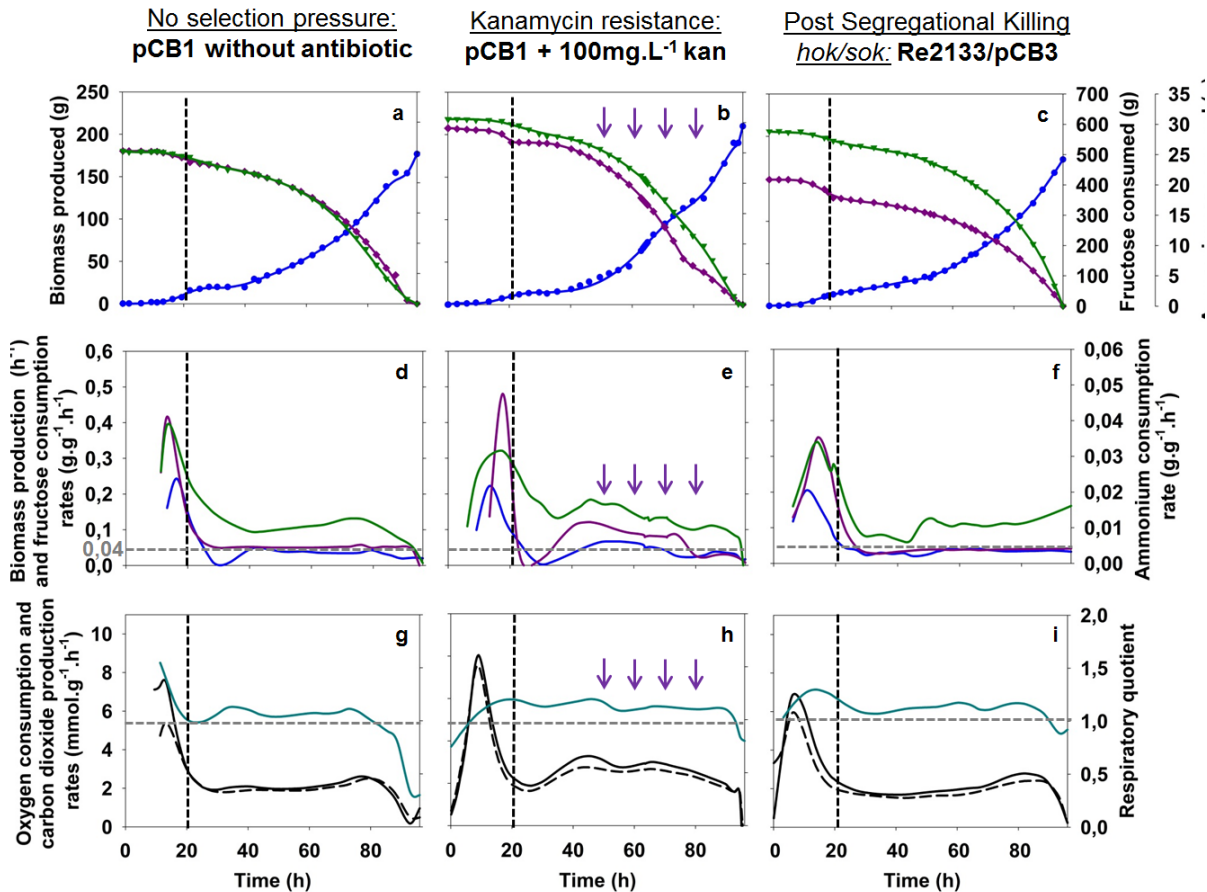 No selection pressure:
pCB1 without antibiotic
Kanamycin resistance:
pCB1 + 100mg.L⁻¹ kan
Post Segregational Killing
hok/sok: Re2133/pCB3
Biomass produced (g)
250
200
150
100
50
0
a
b
c
700
600
500
400
300
200
100
0
Fructose consumed (g)
35
30
25
20
15
10
5
0
Biomass production (h⁻¹)
and fructose consumption
rates (g.g⁻¹.h⁻¹)
0,6
0,5
0,4
0,3
0,2
0,1
0,04
0,0
d
e
f
0,06
0,05
0,04
0,03
0,02
0,01
0,00
Ammonium consumption
rate (g.g⁻¹.h⁻¹)
Oxygen consumption and
carbon dioxide production
rates (mmol.g⁻¹.h⁻¹)
10
8
6
4
2
0
g
h
i
2,0
1,5
1,0
0,5
0,0
Respiratory quotient
0 20 40 60 80
0 20 40 60 80
0 20 40 60 80
Time (h)
Time (h)
Time (h)